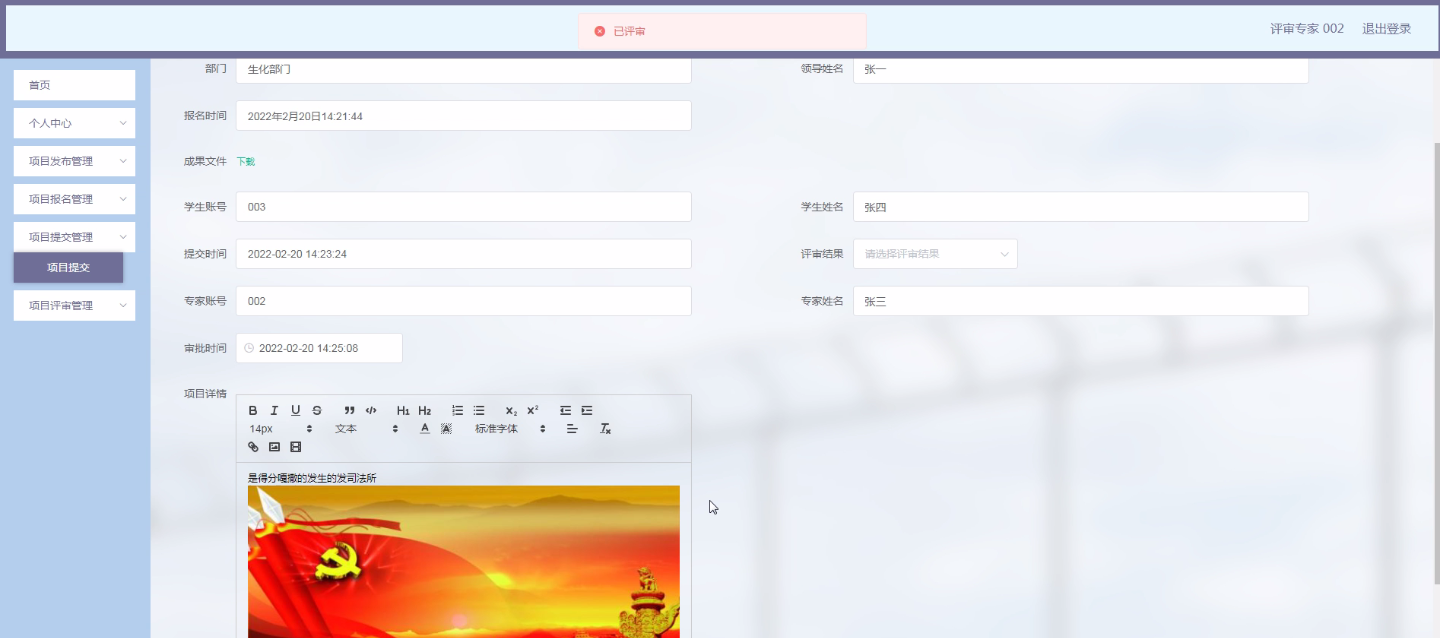 已评审
评审专家 002
退出登录
首页
个人中心
项目发布管理
项目报名管理
项目提交管理
项目提交
项目评审管理
部门 生化部门
领导姓名 张一
报名时间 2022年2月20日14:21:44
成果文件 下载
学生账号 003
学生姓名 张四
提交时间 2022-02-20 14:23:24
评审结果 请选择评审结果
专家账号 002
专家姓名 张三
审批时间 2022-02-20 14:25:08
项目详情
B I U S H1 H2 X2 X2
14px 文本 A A 标准字体 Tx
是得分嘎撒的发生的发司法所